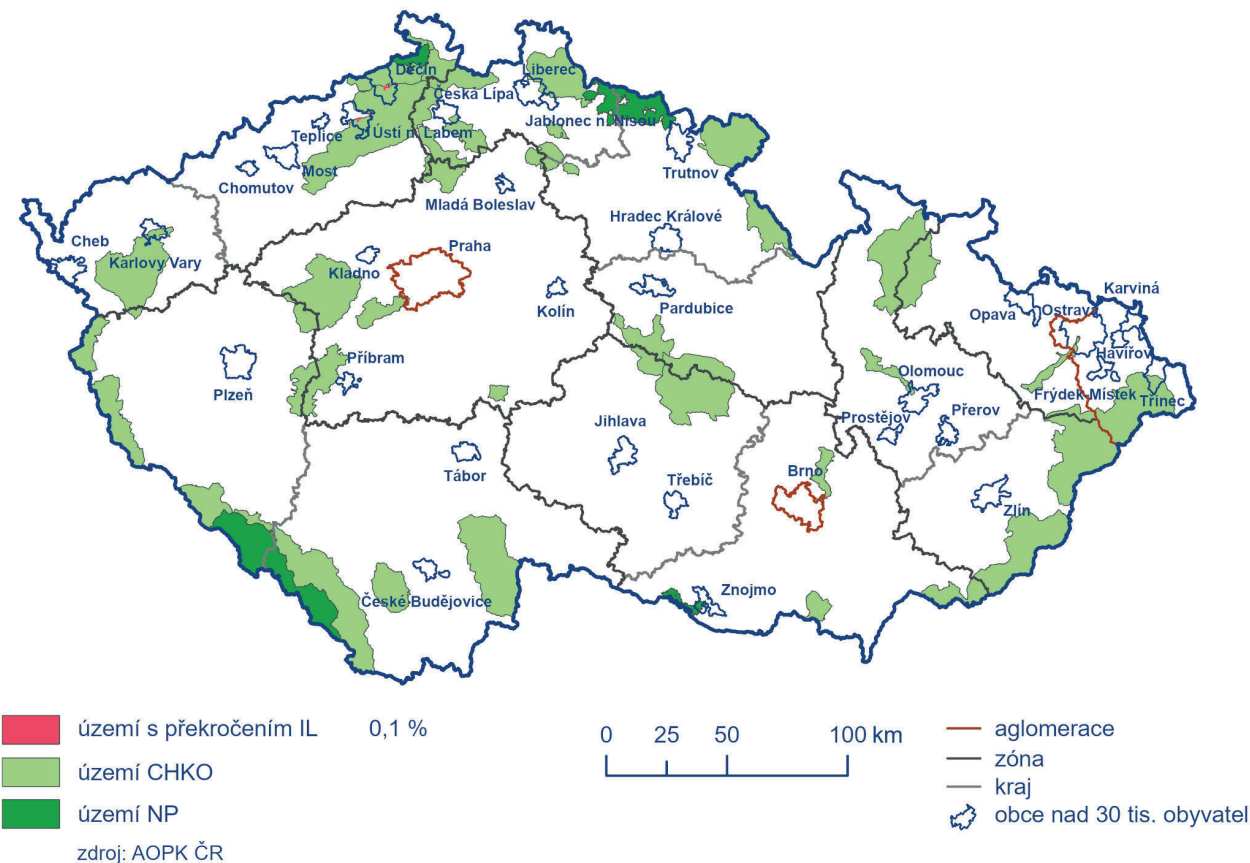 Děčín
Liberec
Česká Lípa
Jablonec n. Nisou
Teplice
Ústí n. Labem
Most
Trutnov
Chomutov
Mladá Boleslav
Hradec Králové
Cheb
Karlovy Vary
Praha
Kladno
Kolín
Pardubice
Karviná
Opava
Ostrava
Havířov
Příbram
Plzeň
Olomouc
Frýdek-Místek
Třinec
Prostějov
Přerov
Jihlava
Tábor
Třebíč
Brno
Zlín
České Budějovice
Znojmo
území s překročením IL 0,1 %
území CHKO
území NP
zdroj: AOPK ČR
0 25 50 100 km
aglomerace
zóna
kraj
obce nad 30 tis. obyvatel